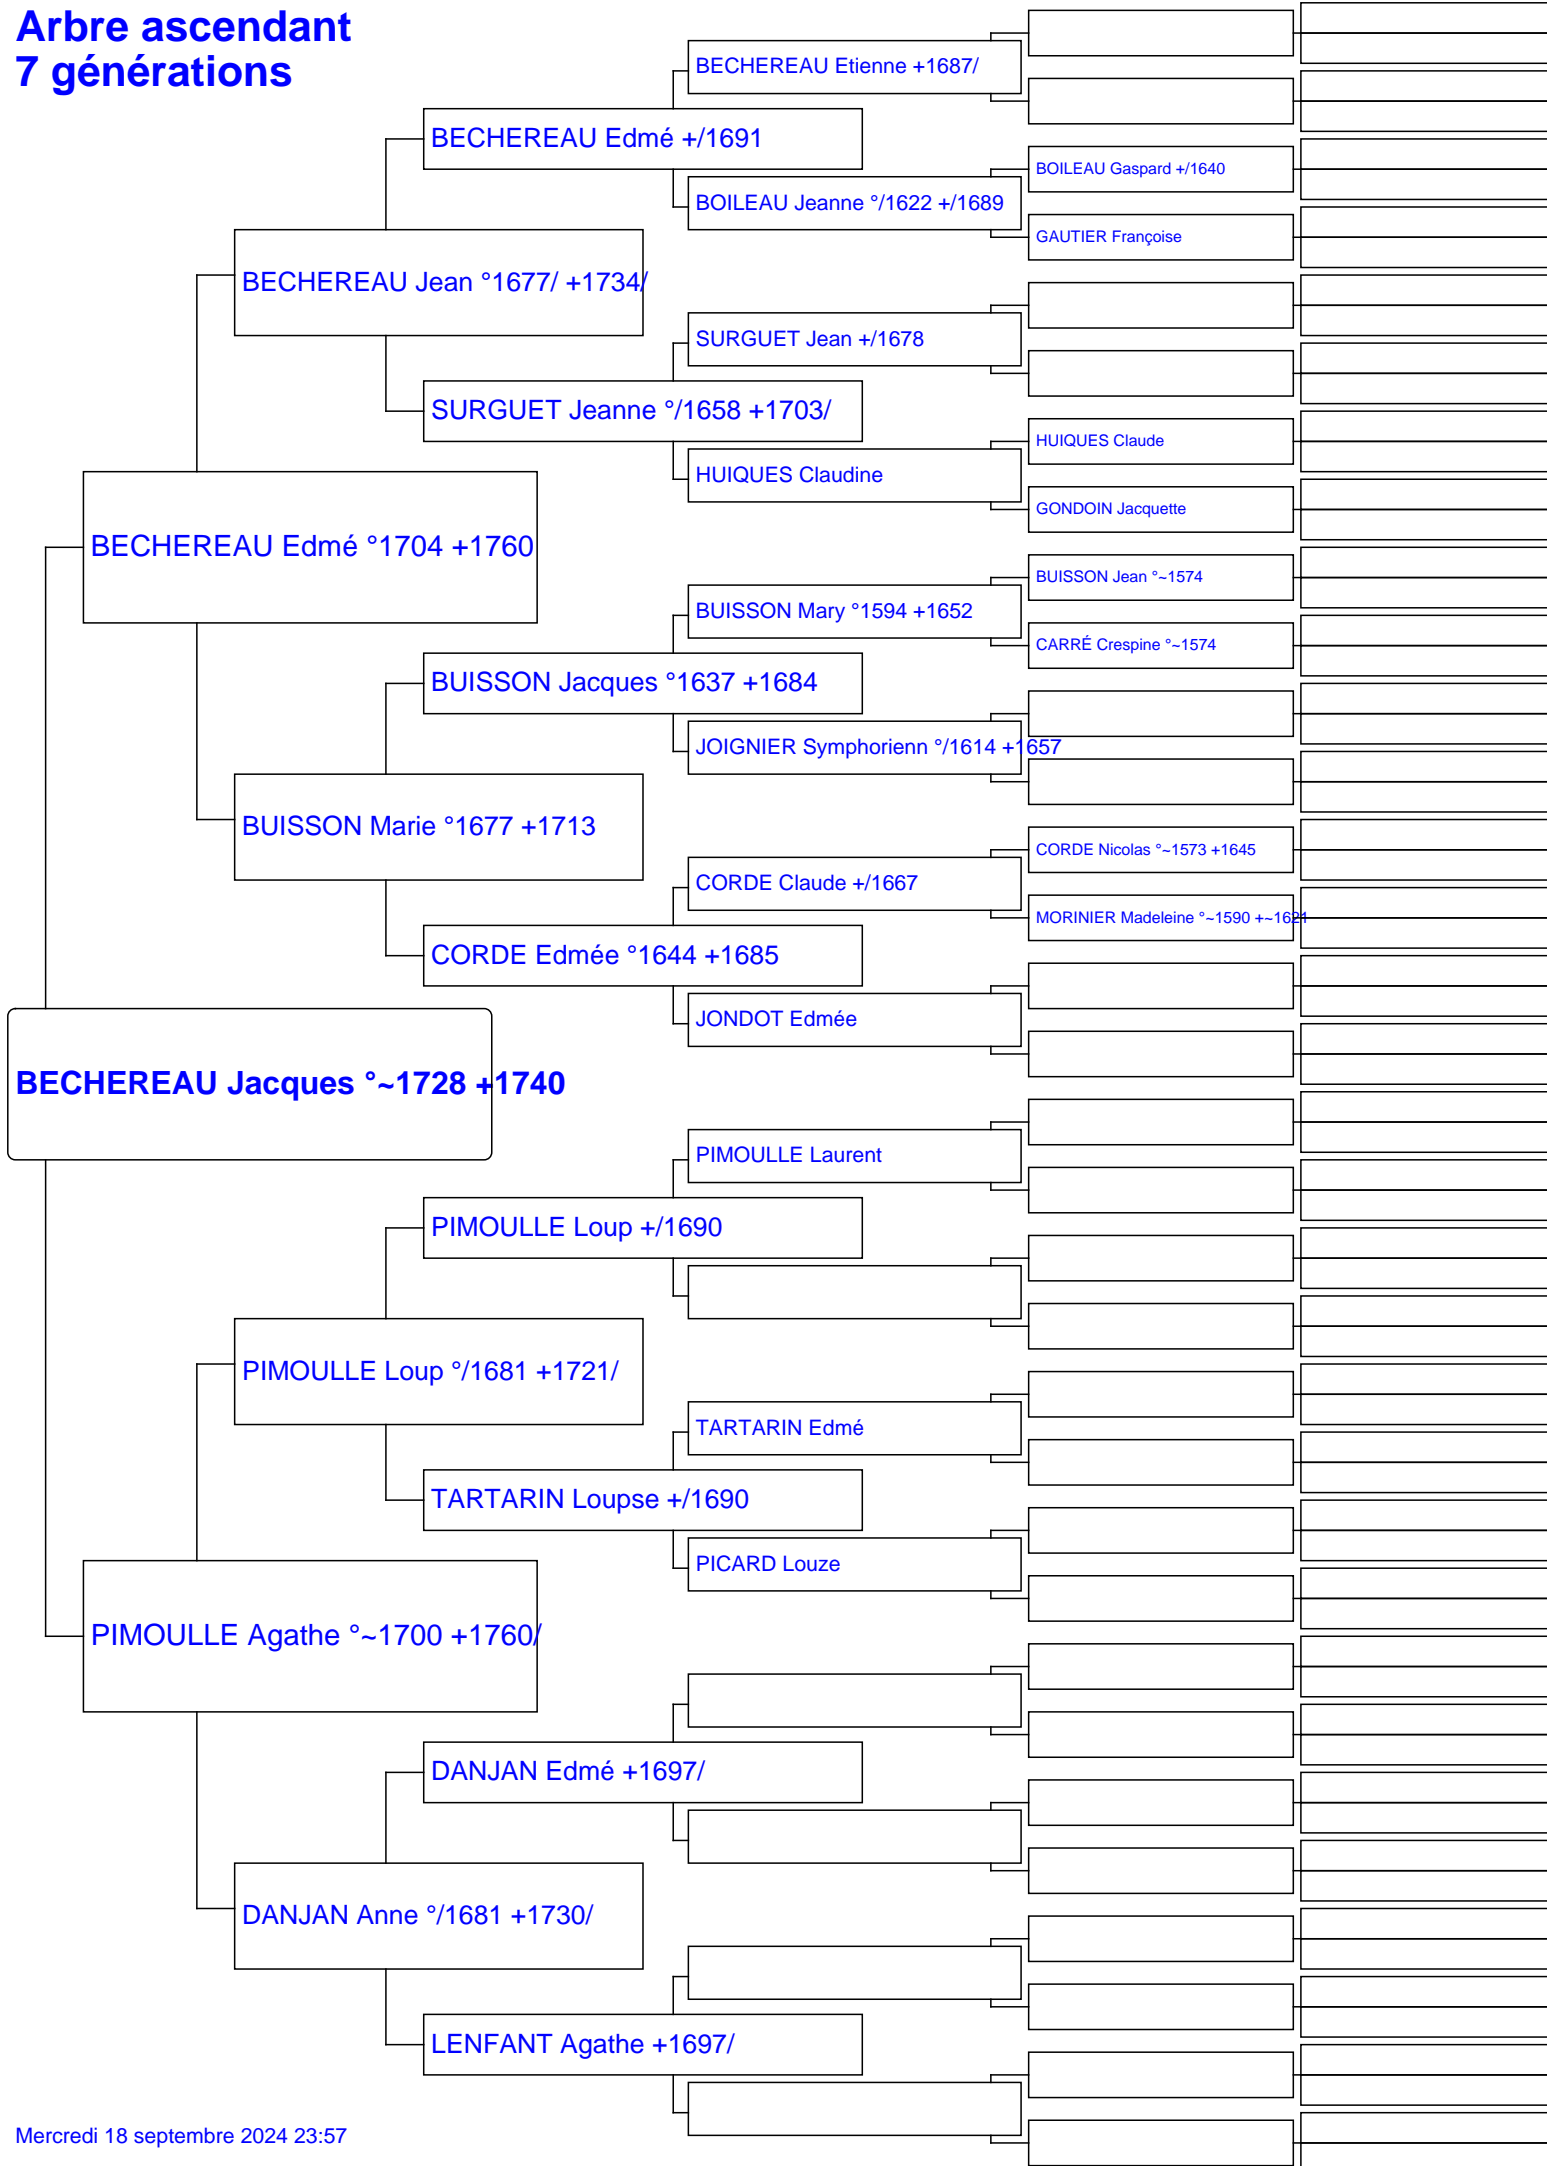 Arbre ascendant
7 générations
BECHEREAU Etienne +1687/
BECHEREAU Edmé +/1691
BOILEAU Gaspard +/1640
BOILEAU Jeanne °/1622 +/1689
GAUTIER Françoise
BECHEREAU Jean °1677/ +1734/
SURGUET Jean +/1678
SURGUET Jeanne °/1658 +1703/
HUIQUES Claude
HUIQUES Claudine
GONDOIN Jacquette
BECHEREAU Edmé °1704 +1760
BUISSON Jean °~1574
BUISSON Mary °1594 +1652
CARRÉ Crespine °~1574
BUISSON Jacques °1637 +1684
JOIGNIER Symphorienn °/1614 +1657
BUISSON Marie °1677 +1713
CORDE Nicolas °~1573 +1645
CORDE Claude +/1667
MORINIER Madeleine °~1590 +~1621
CORDE Edmée °1644 +1685
JONDOT Edmée
BECHEREAU Jacques °~1728 +1740
PIMOULLE Laurent
PIMOULLE Loup +/1690
PIMOULLE Loup °/1681 +1721/
TARTARIN Edmé
TARTARIN Loupse +/1690
PICARD Louze
PIMOULLE Agathe °~1700 +1760/
DANJAN Edmé +1697/
DANJAN Anne °/1681 +1730/
LENFANT Agathe +1697/
Mercredi 18 septembre 2024 23:57